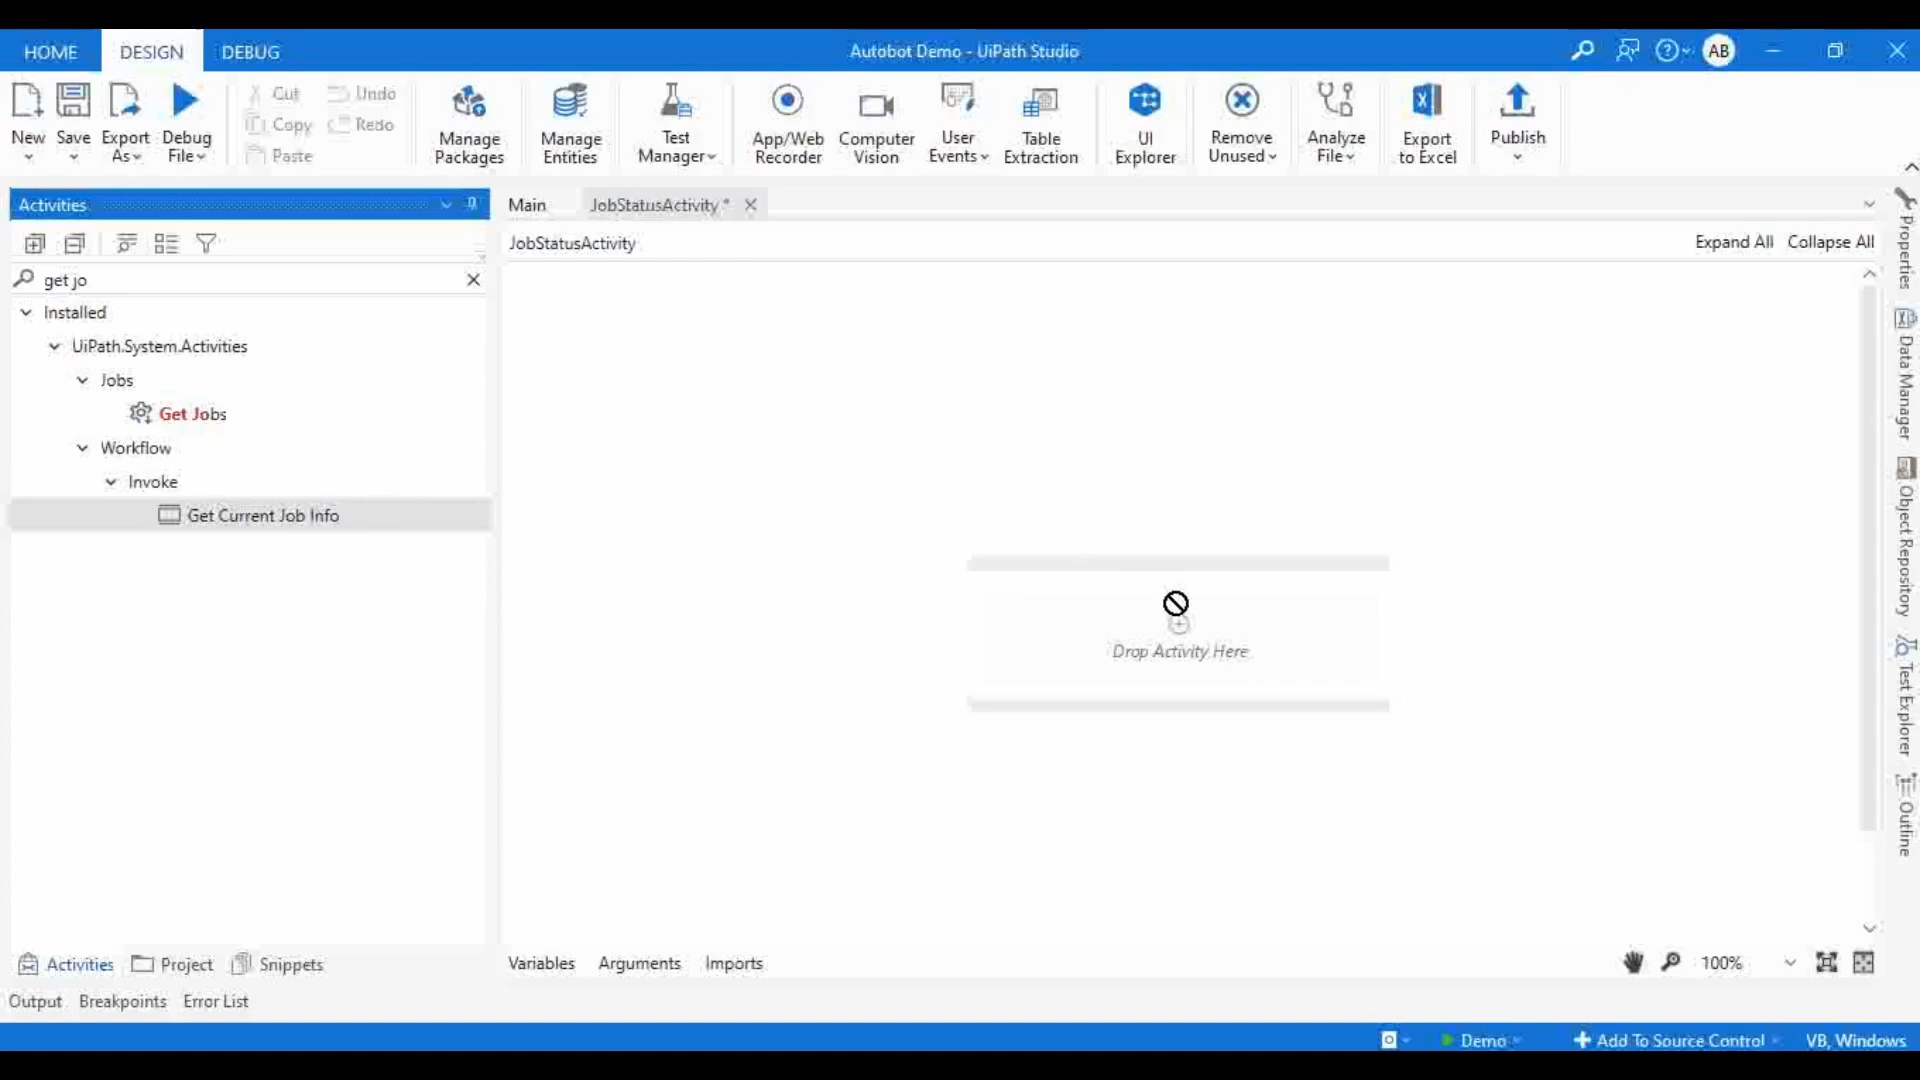 HOME DESIGN DEBUG Autobot Demo - UiPath Studio AB
New Save Export As Debug File Cut Copy Paste Undo Redo Manage Packages Manage Entities Test Manager App/Web Recorder Computer Vision User Events Table Extraction UI Explorer Remove Unused Analyze File Export to Excel Publish
Activities
Main JobStatusActivity *
JobStatusActivity Expand All Collapse All
get jo
Installed
UiPath.System.Activities
Jobs
Get Jobs
Workflow
Invoke
Get Current Job Info
Drop Activity Here
Properties
Data Manager
Object Repository
Test Explorer
Outline
Activities Project Snippets Variables Arguments Imports 100%
Output Breakpoints Error List
Demo Add To Source Control VB, Windows